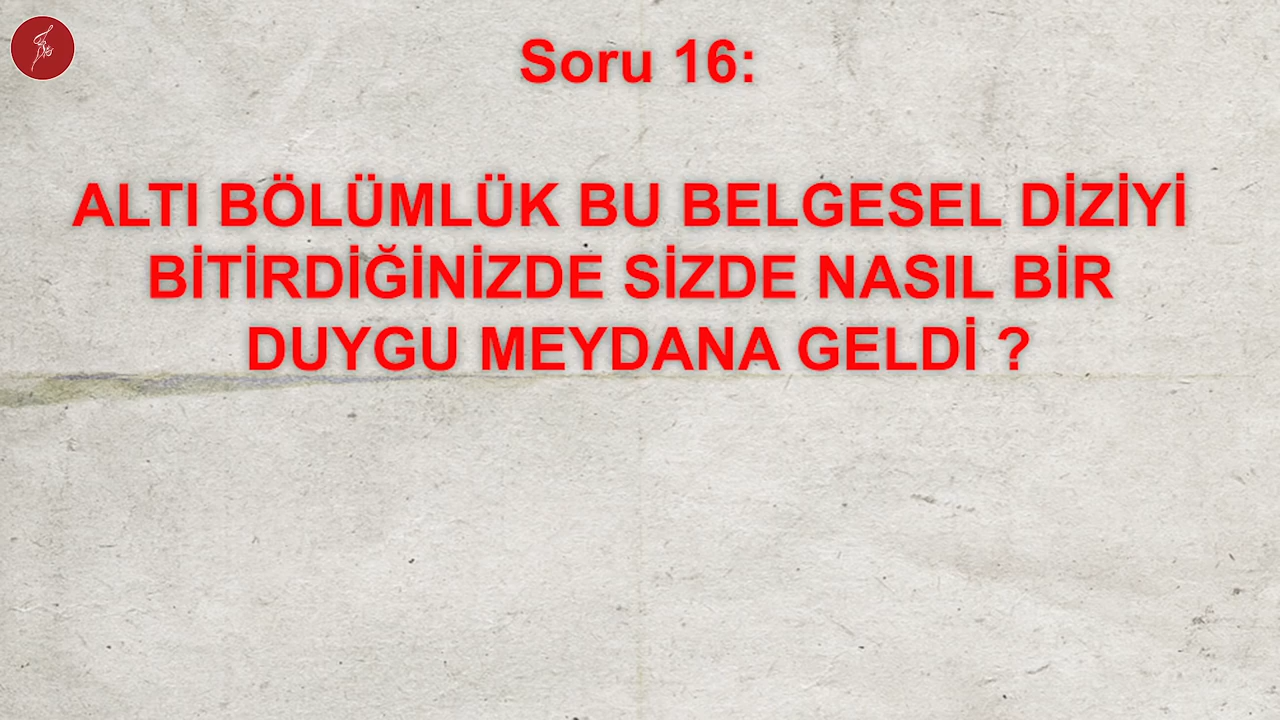 Soru 16:
ALTI BÖLÜMLÜK BU BELGESEL DİZİYİ
BİTİRDİĞİNİZDE SİZDE NASIL BİR
DUYGU MEYDANA GELDİ ?